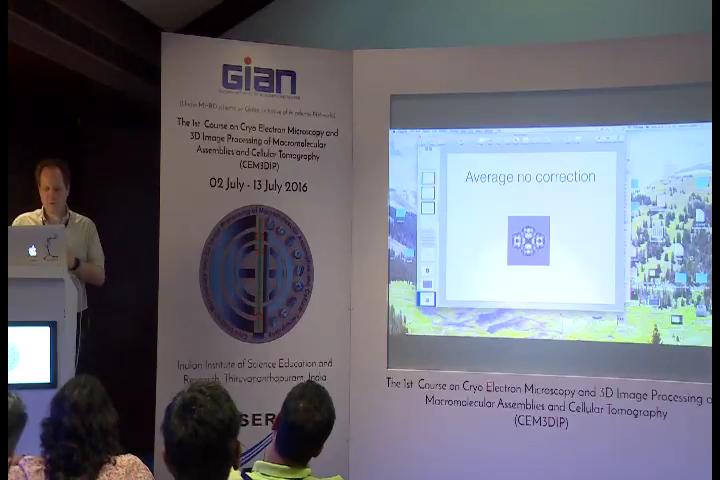 GIAN
The 1st Course on Cryo Electron Microscopy and
3D Image Processing of Macromolecular
Assemblies and Cellular Tomography
(CEM3DIP)
02 July - 13 July 2016
Indian Institute of Science Education and
Research, Thiruvananthapuram, India
SER
Average no correction
The 1st Course on Cryo Electron Microscopy and 3D Image Processing o
Macromolecular Assemblies and Cellular Tomography
(CEM3DIP)